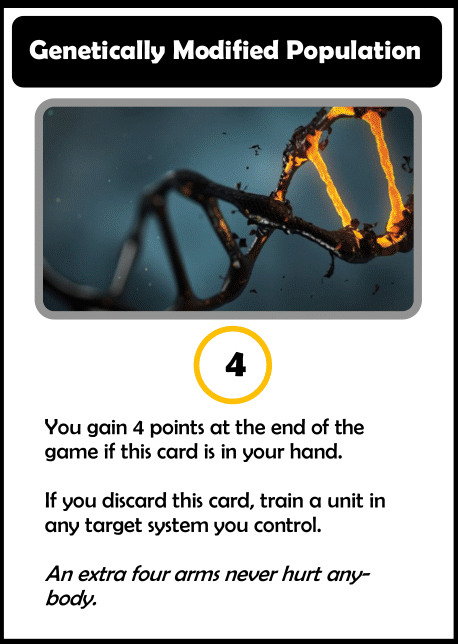 Genetically Modified Population
4
You gain 4 points at the end of the
game if this card is in your hand.
If you discard this card, train a unit in
any target system you control.
An extra four arms never hurt any-
body.